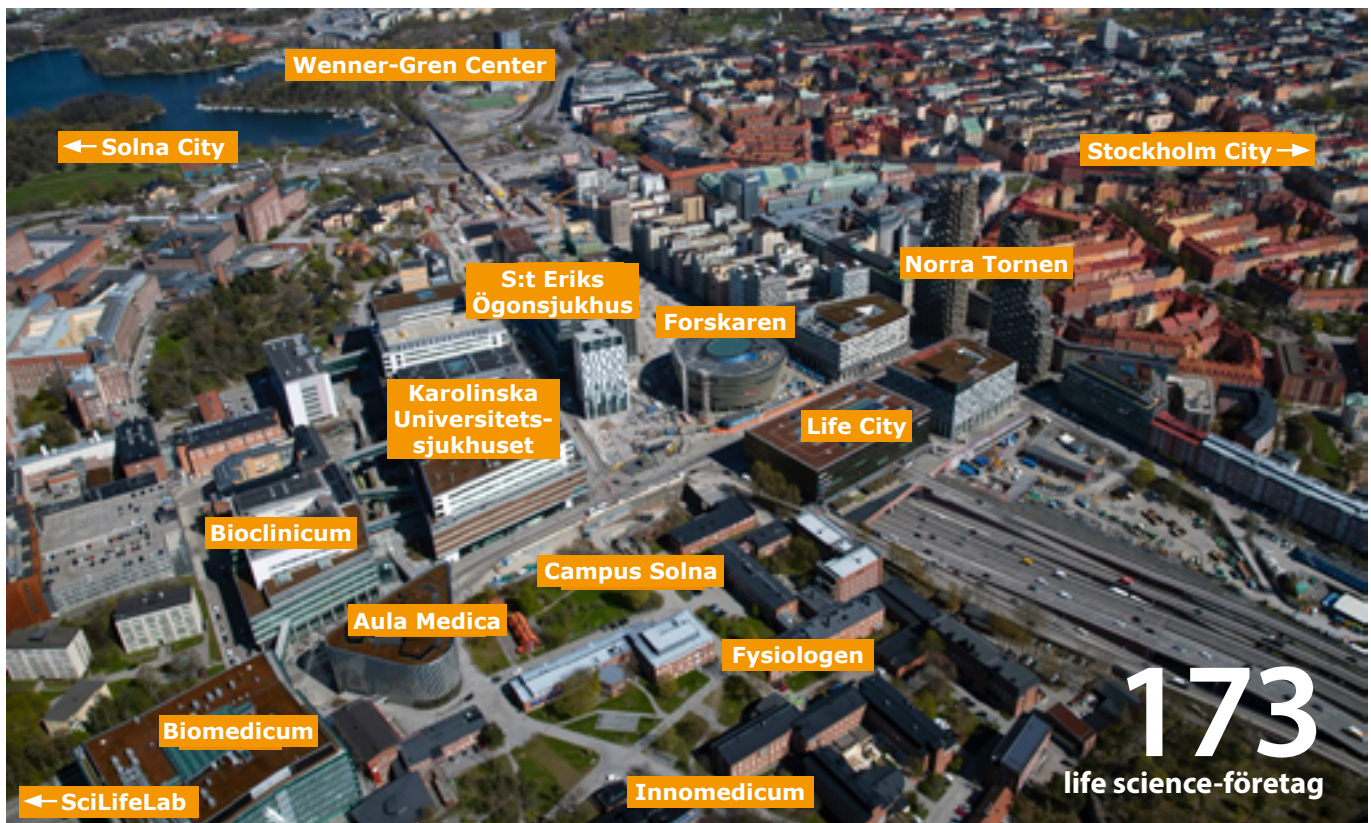 Wenner-Gren Center
← Solna City
Stockholm City →
Norra Tornen
S:t Eriks
Ögonsjukhus
Forskaren
Karolinska
Universitets-
sjukhuset
Life City
Bioclinicum
Campus Solna
Aula Medica
Fysiologen
Biomedicum
Innomedicum
← SciLifeLab
173
life science-företag